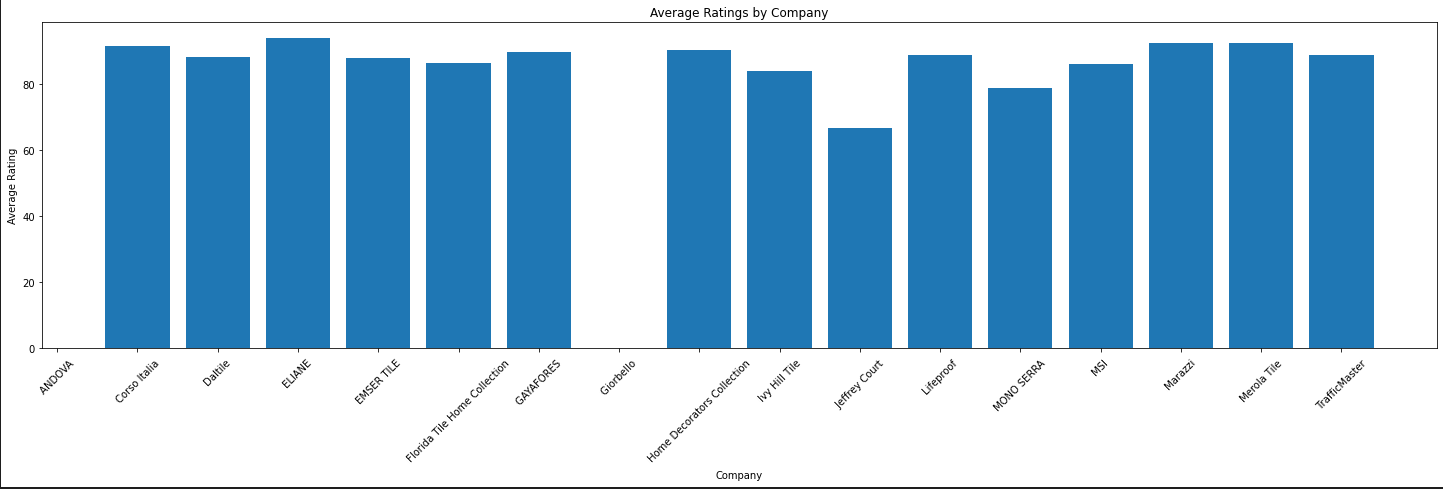 Average Ratings by Company
Average Rating
80
60
40
20
0
ANDOVA
Corso Italia
Daltile
ELIANE
EMSER TILE
Florida Tile Home Collection
GAYAFORES
Giorbello
Home Decorators Collection
Ivy Hill Tile
Jeffrey Court
Lifeproof
MONO SERRA
MSI
Marazzi
Merola Tile
TrafficMaster
Company